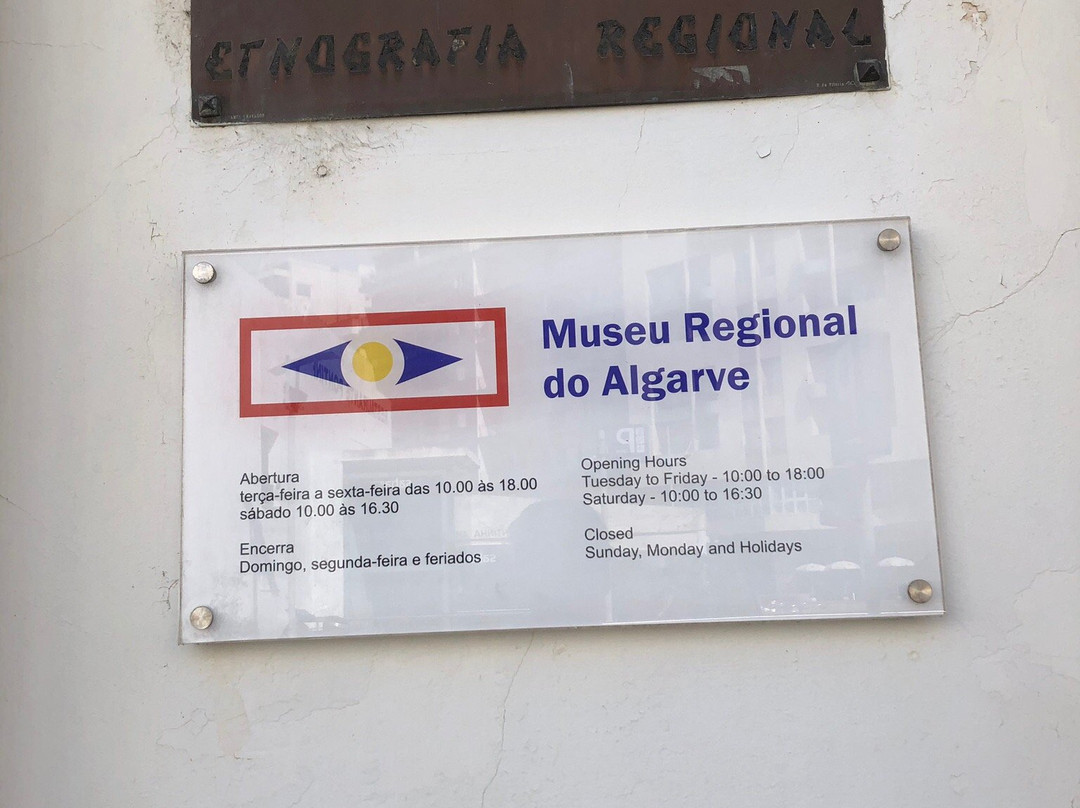 ETNOGRAFIA REGIONAL
Museu Regional
do Algarve
Abertura
terça-feira a sexta-feira das 10.00 às 18.00
sábado 10.00 às 16.30
Encerra
Domingo, segunda-feira e feriados
Opening Hours
Tuesday to Friday - 10:00 to 18:00
Saturday - 10:00 to 16:30
Closed
Sunday, Monday and Holidays